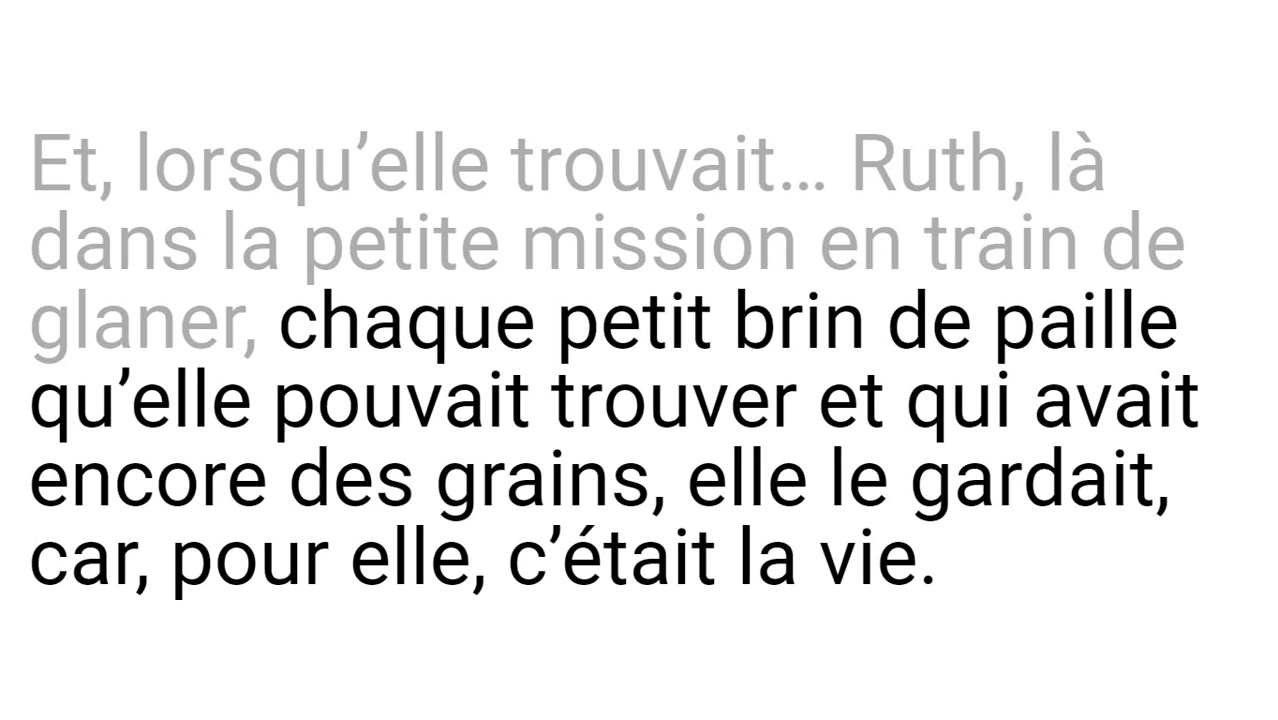 Et, lorsqu’elle trouvait… Ruth, là
dans la petite mission en train de
glaner, chaque petit brin de paille
qu’elle pouvait trouver et qui avait
encore des grains, elle le gardait,
car, pour elle, c’était la vie.